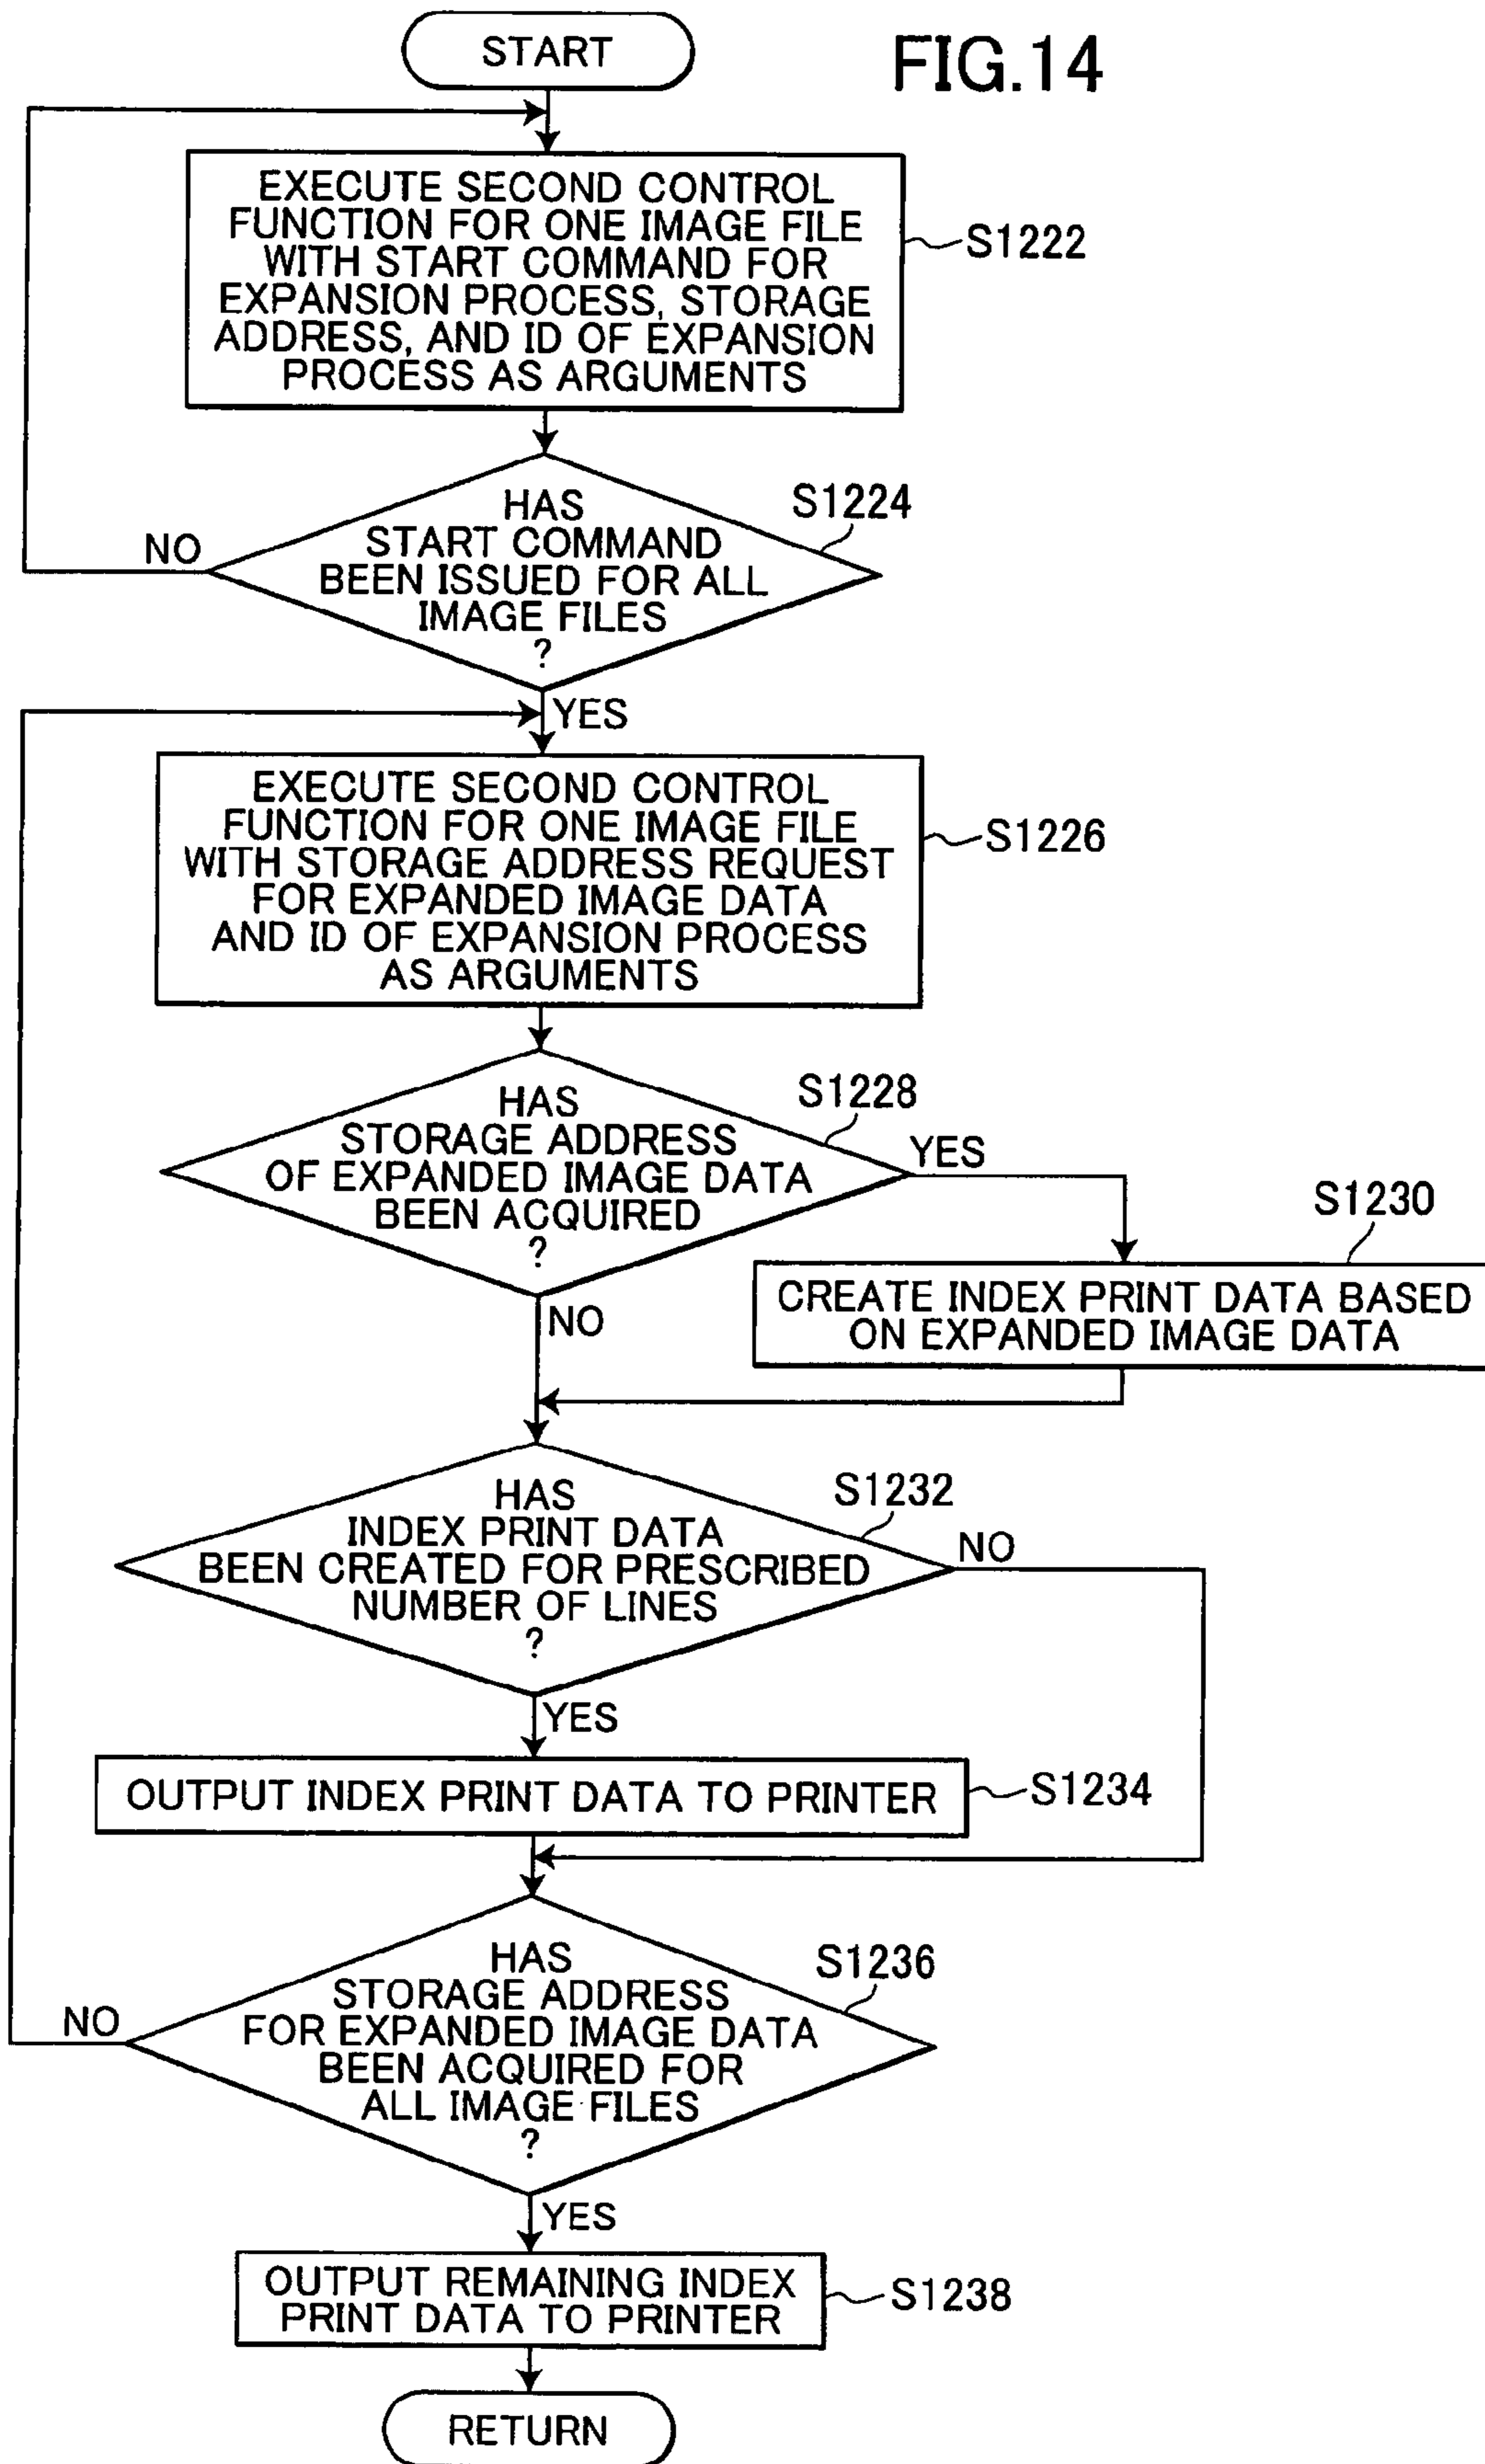 START
FIG.14
EXECUTE SECOND CONTROL
FUNCTION FOR ONE IMAGE FILE
WITH START COMMAND FOR
EXPANSION PROCESS, STORAGE
ADDRESS, AND ID OF EXPANSION
PROCESS AS ARGUMENTS
S1222
HAS
START COMMAND
BEEN ISSUED FOR ALL
IMAGE FILES
?
S1224
NO
YES
EXECUTE SECOND CONTROL
FUNCTION FOR ONE IMAGE FILE
WITH STORAGE ADDRESS REQUEST
FOR EXPANDED IMAGE DATA
AND ID OF EXPANSION PROCESS
AS ARGUMENTS
S1226
HAS
STORAGE ADDRESS
OF EXPANDED IMAGE DATA
BEEN ACQUIRED
?
S1228
YES
NO
S1230
CREATE INDEX PRINT DATA BASED
ON EXPANDED IMAGE DATA
HAS
INDEX PRINT DATA
BEEN CREATED FOR PRESCRIBED
NUMBER OF LINES
?
S1232
NO
YES
OUTPUT INDEX PRINT DATA TO PRINTER
S1234
HAS
STORAGE ADDRESS
FOR EXPANDED IMAGE DATA
BEEN ACQUIRED FOR
ALL IMAGE FILES
?
S1236
NO
YES
OUTPUT REMAINING INDEX
PRINT DATA TO PRINTER
S1238
RETURN